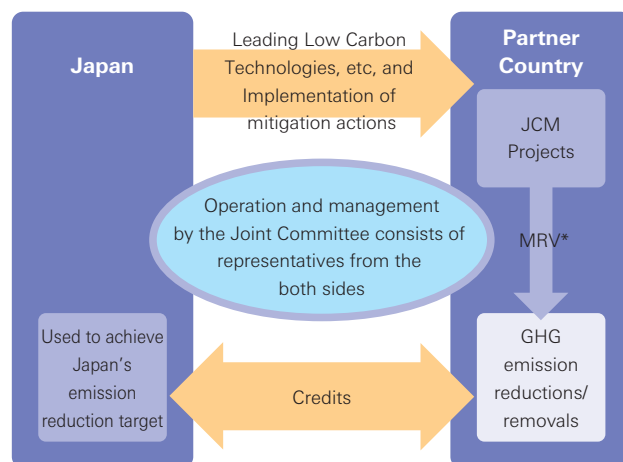 Japan
Leading Low Carbon
Technologies, etc, and
Implementation of
mitigation actions
Partner
Country
JCM
Projects
Operation and management
by the Joint Committee consists of
representatives from the
both sides
MRV*
Used to achieve
Japan's
emission
reduction target
Credits
GHG
emission
reductions/
removals